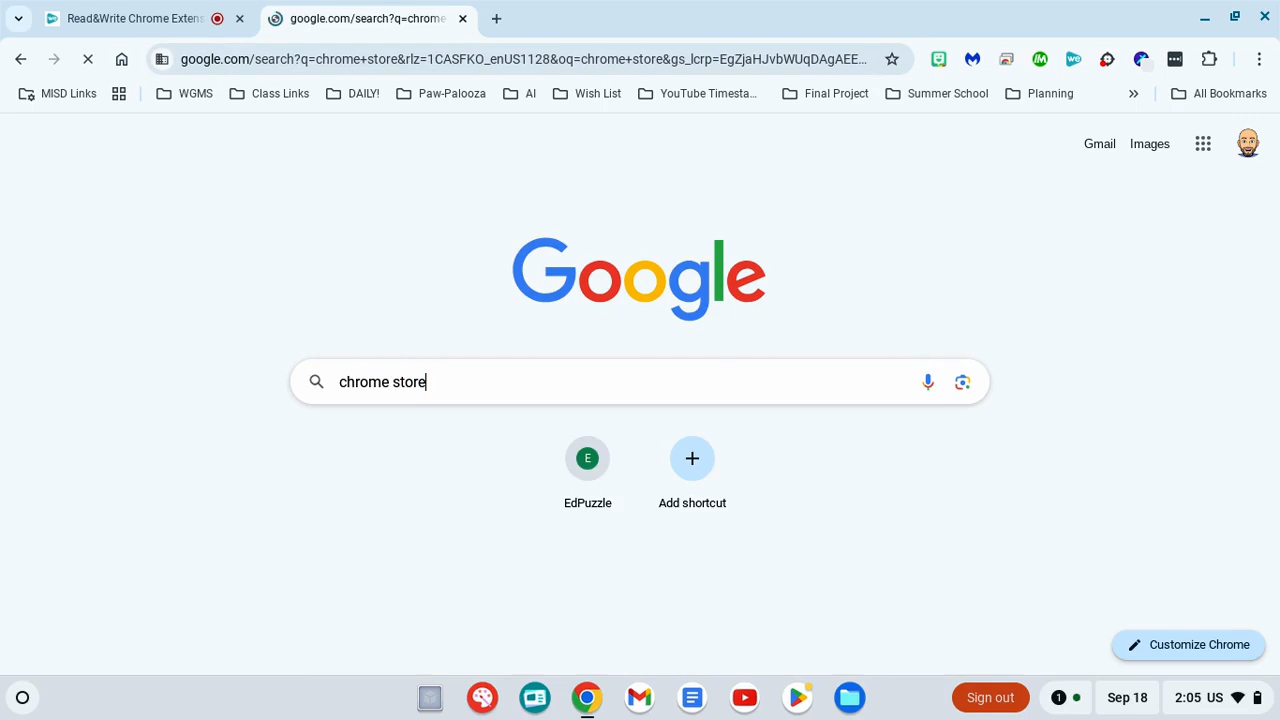 Read&Write Chrome Extens
google.com/search?q=chrome
google.com/search?q=chrome+store&rlz=1CASFKO_enUS1128&oq=chrome+store&gs_lcrp=EgZjaHJvbWUqDAgAEE...
MISD Links
WGMS
Class Links
DAILY!
Paw-Palooza
AI
Wish List
YouTube Timesta...
Final Project
Summer School
Planning
All Bookmarks
Gmail
Images
Google
chrome store
E
EdPuzzle
Add shortcut
Customize Chrome
Sign out
1
Sep 18
2:05 US